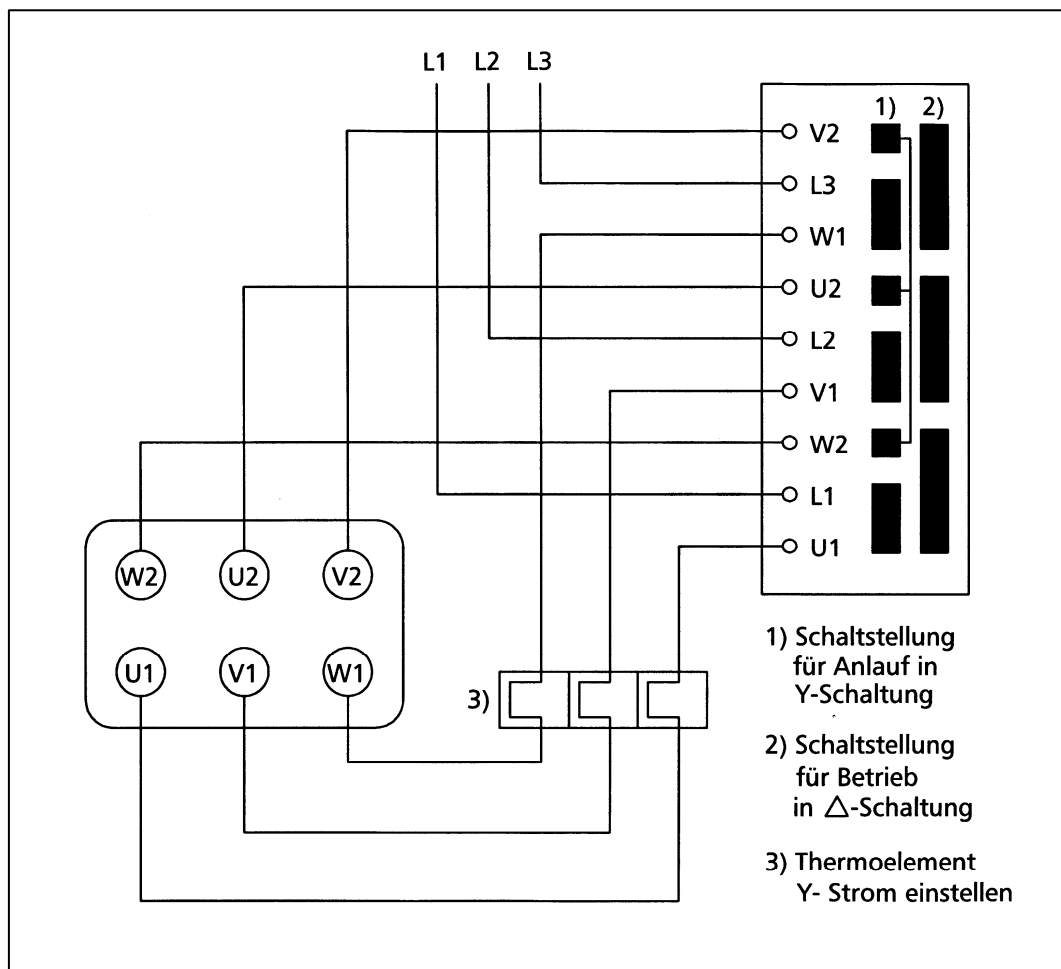 L1 L2 L3
1) 2)
V2
L3
W1
U2
L2
V1
W2
L1
U1
W2 U2 V2
U1 V1 W1
3)
1) Schaltstellung
für Anlauf in
Y-Schaltung
2) Schaltstellung
für Betrieb
in △-Schaltung
3) Thermoelement
Y- Strom einstellen